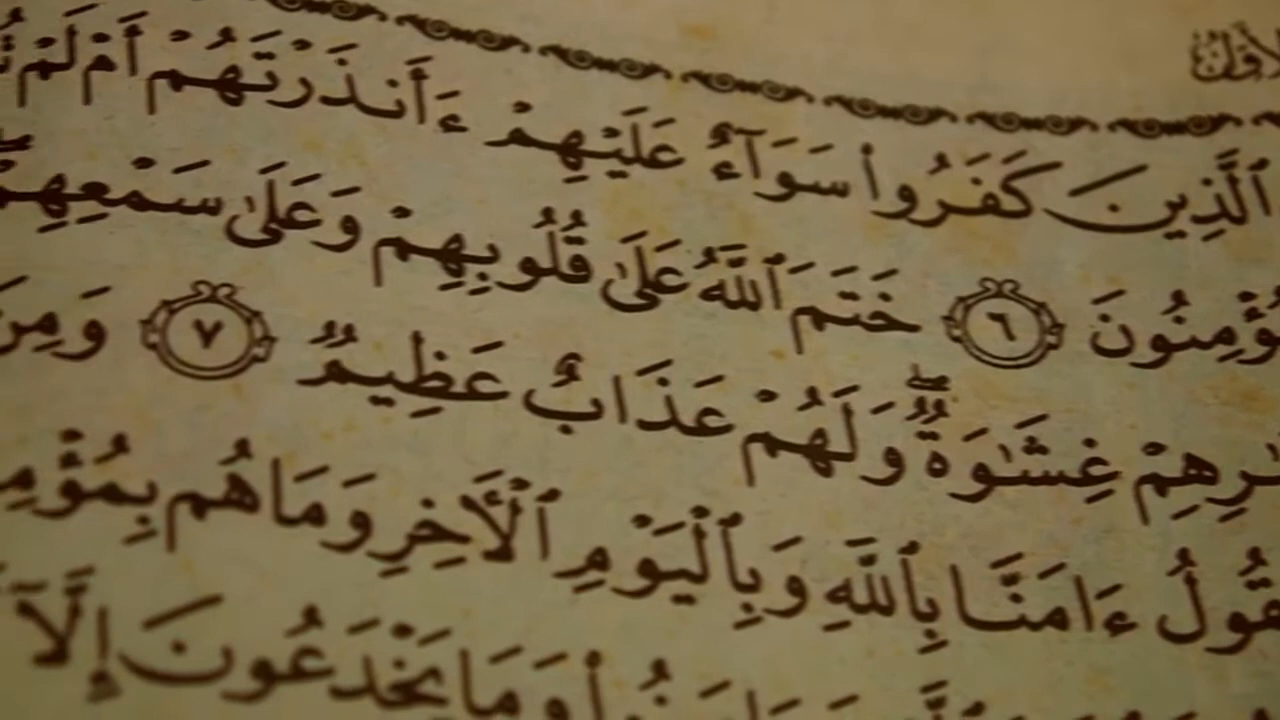 الأول
ٱلَّذِينَ كَفَرُوا۟ سَوَآءٌ عَلَيْهِمْ ءَأَنذَرْتَهُمْ أَمْ لَمْ
يُؤْمِنُونَ ٦ خَتَمَ ٱللَّهُ عَلَىٰ قُلُوبِهِمْ وَعَلَىٰ سَمْعِهِمْ
ـٰرِهِمْ غِشَـٰوَةٌ ۖ وَلَهُمْ عَذَابٌ عَظِيمٌ ٧ وَمِنَ
يَقُولُ ءَامَنَّا بِٱللَّهِ وَبِٱلْيَوْمِ ٱلْـَٔاخِرِ وَمَا هُم بِمُؤْمِ
وَمَا يَخْدَعُونَ إِلَّآ